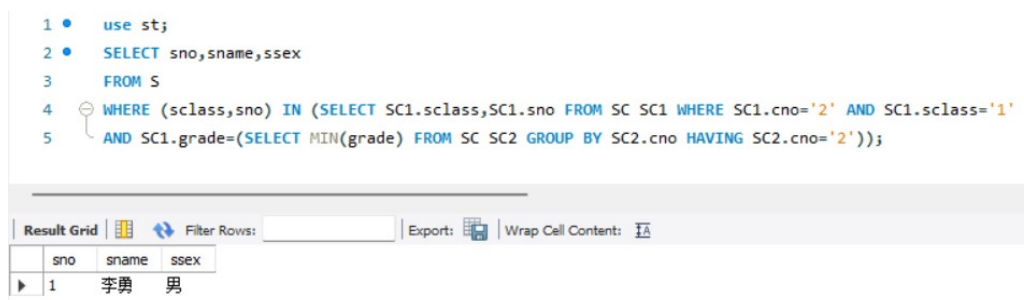 1 use st;
2 SELECT sno,sname,ssex
3 FROM S
4 WHERE (sclass,sno) IN (SELECT SC1.sclass,SC1.sno FROM SC SC1 WHERE SC1.cno='2' AND SC1.sclass='1'
5 AND SC1.grade=(SELECT MIN(grade) FROM SC SC2 GROUP BY SC2.cno HAVING SC2.cno='2'));
Result Grid Filter Rows: Export: Wrap Cell Content: IA
sno sname ssex
1 李勇 男